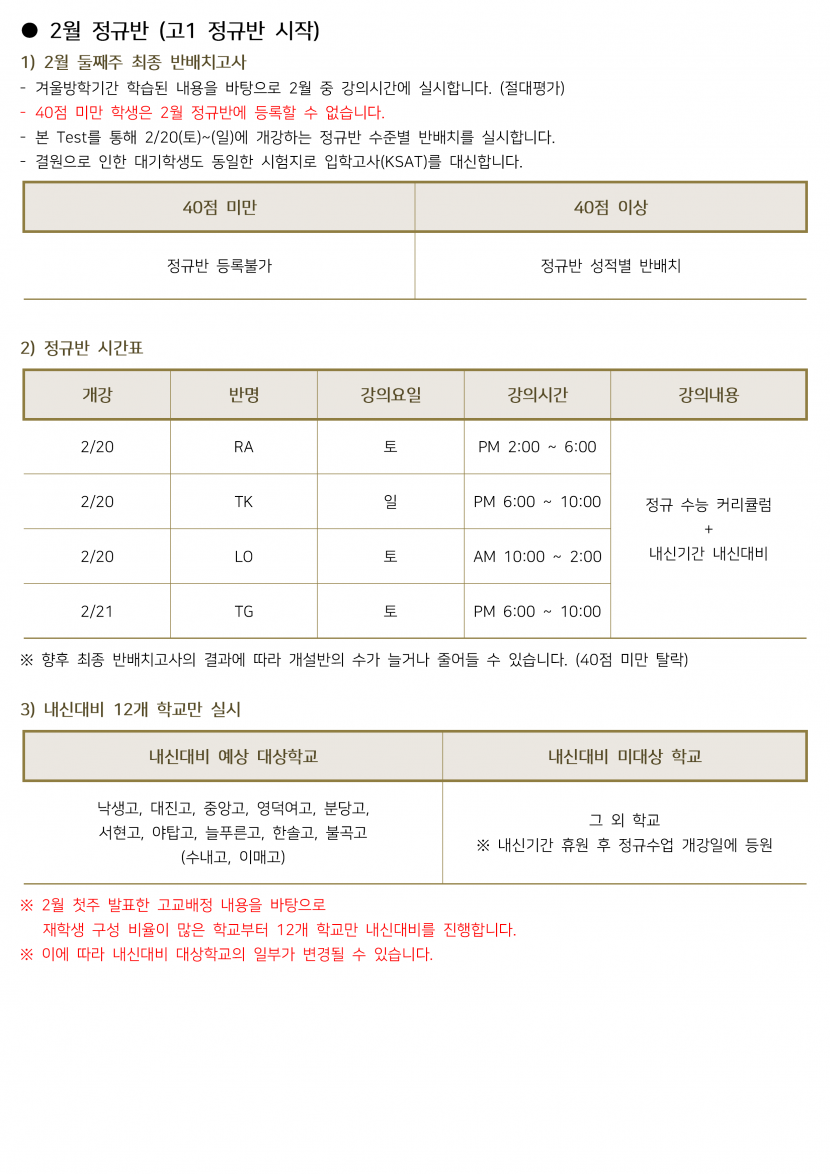 ● 2월 정규반 (고1 정규반 시작)
1) 2월 둘째주 최종 반배치고사
- 겨울방학기간 학습된 내용을 바탕으로 2월 중 강의시간에 실시합니다. (절대평가)
- 40점 미만 학생은 2월 정규반에 등록할 수 없습니다.
- 본 Test를 통해 2/20(토)~(일)에 개강하는 정규반 수준별 반배치를 실시합니다.
- 결원으로 인한 대기학생도 동일한 시험지로 입학고사(KSAT)를 대신합니다.
40점 미만 40점 이상
정규반 등록불가 정규반 성적별 반배치
2) 정규반 시간표
개강 반명 강의요일 강의시간 강의내용
2/20 RA 토 PM 2:00 ~ 6:00
2/20 TK 일 PM 6:00 ~ 10:00
2/20 LO 토 AM 10:00 ~ 2:00
2/21 TG 토 PM 6:00 ~ 10:00
정규 수능 커리큘럼
+
내신기간 내신대비
※ 향후 최종 반배치고사의 결과에 따라 개설반의 수가 늘거나 줄어들 수 있습니다. (40점 미만 탈락)
3) 내신대비 12개 학교만 실시
내신대비 예상 대상학교 내신대비 미대상 학교
낙생고, 대진고, 중앙고, 영덕여고, 분당고,
서현고, 야탑고, 늘푸른고, 한솔고, 불곡고
(수내고, 이매고)
그 외 학교
※ 내신기간 휴원 후 정규수업 개강일에 등원
※ 2월 첫주 발표한 고교배정 내용을 바탕으로
재학생 구성 비율이 많은 학교부터 12개 학교만 내신대비를 진행합니다.
※ 이에 따라 내신대비 대상학교의 일부가 변경될 수 있습니다.